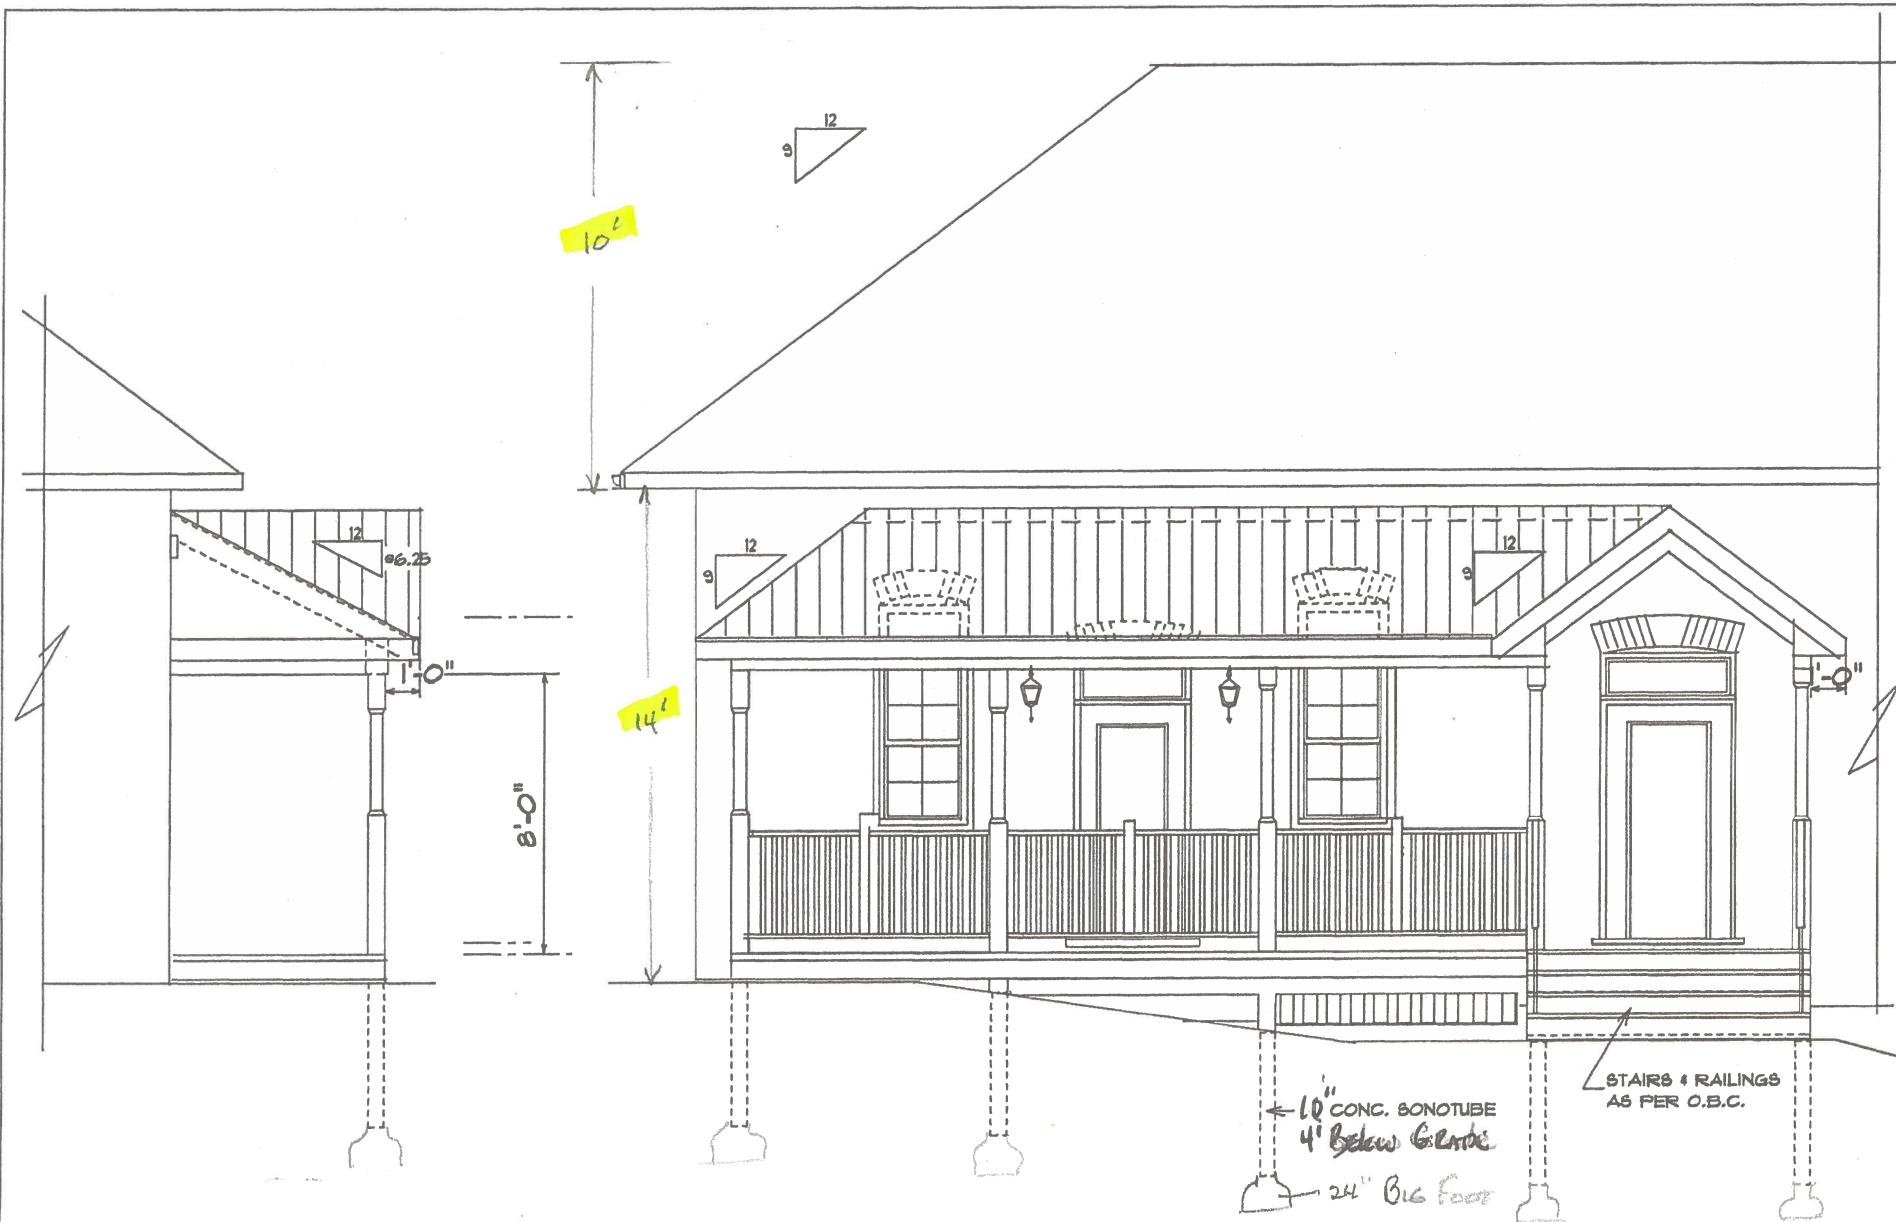 12
9
10'
12
6.25
12
9
12
9
1'-0"
1'-0"
14'
8'-0"
10" CONC. SONOTUBE
4' BELOW GRADE
24" BIG FOOT
STAIRS & RAILINGS
AS PER O.B.C.